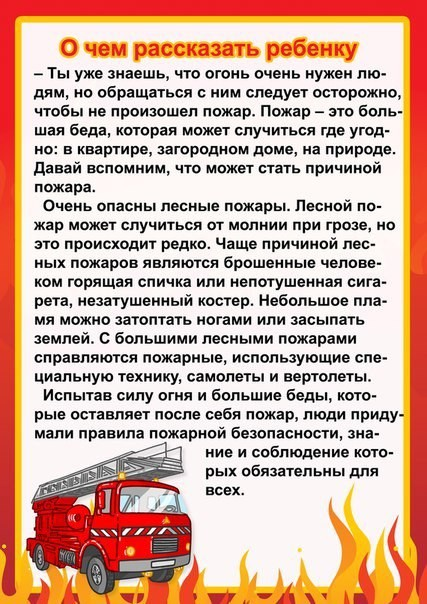 О чем рассказать ребенку
– Ты уже знаешь, что огонь очень нужен лю-
дям, но обращаться с ним следует осторожно,
чтобы не произошел пожар. Пожар – это боль-
шая беда, которая может случиться где угод-
но: в квартире, загородном доме, на природе.
Давай вспомним, что может стать причиной
пожара.
Очень опасны лесные пожары. Лесной по-
жар может случиться от молнии при грозе, но
это происходит редко. Чаще причиной лес-
ных пожаров являются брошенные челове-
ком горящая спичка или непотушенная сига-
рета, незатушенный костер. Небольшое пла-
мя можно затоптать ногами или засыпать
землей. С большими лесными пожарами
справляются пожарные, использующие спе-
циальную технику, самолеты и вертолеты.
Испытав силу огня и большие беды, кото-
рые оставляет после себя пожар, люди приду-
мали правила пожарной безопасности, зна-
ние и соблюдение кото-
рых обязательны для
всех.